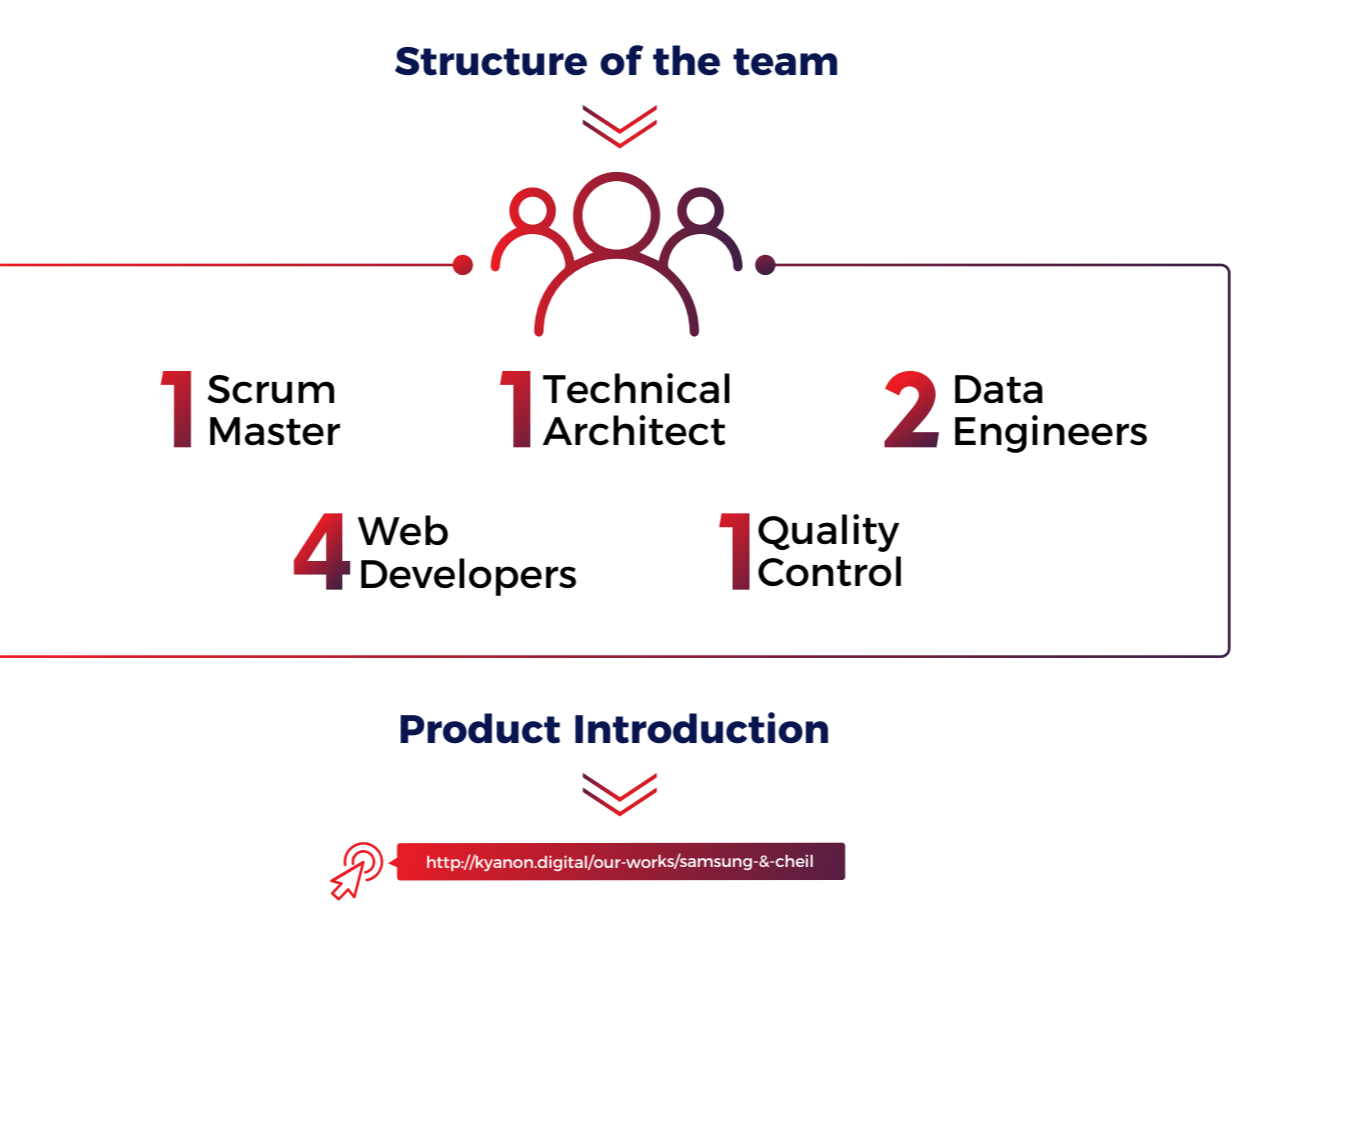 Structure of the team
1 Scrum
Master
1 Technical
Architect
2 Data
Engineers
4 Web
Developers
1 Quality
Control
Product Introduction
http://kyanon.digital/our-works/samsung-&-cheil